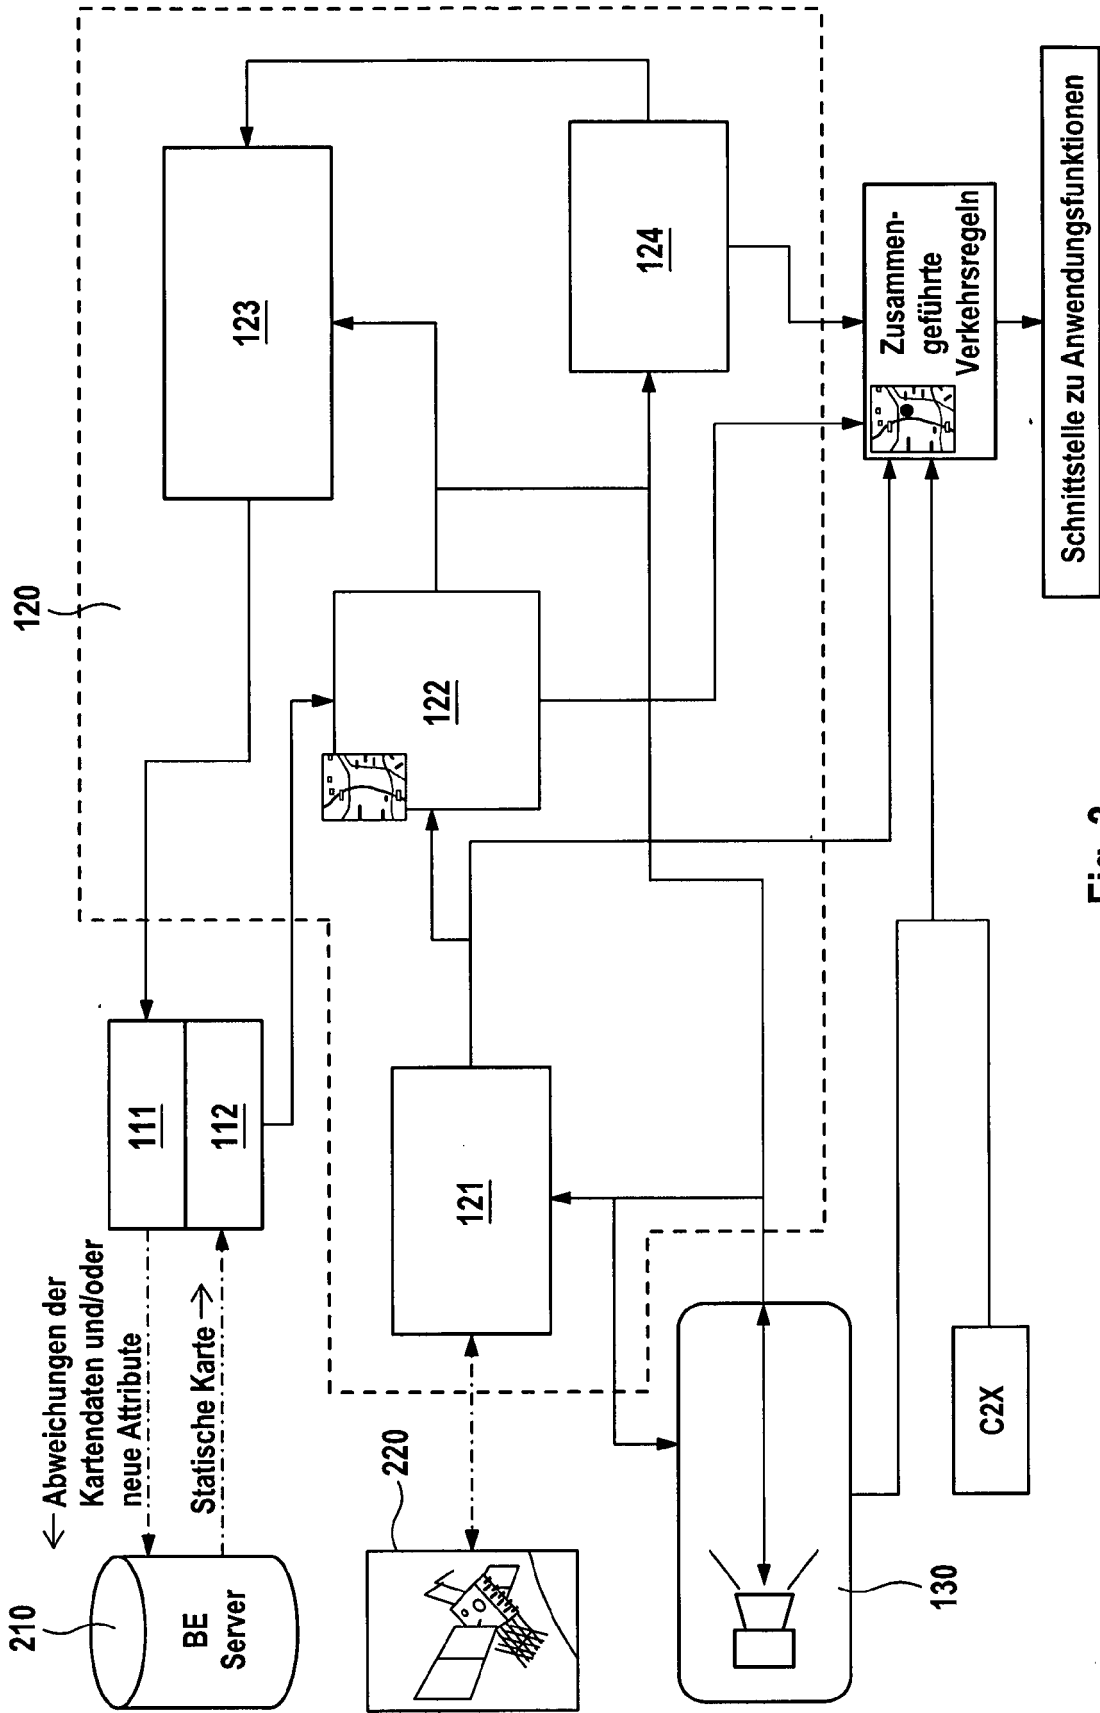 210
120
← Abweichungen der
Kartendaten und/oder
neue Attribute
Statische Karte →
BE
Server
111
112
123
220
121
122
124
130
C2X
Zusammen-
geführte
Verkehrsregeln
Schnittstelle zu Anwendungsfunktionen
Fig.